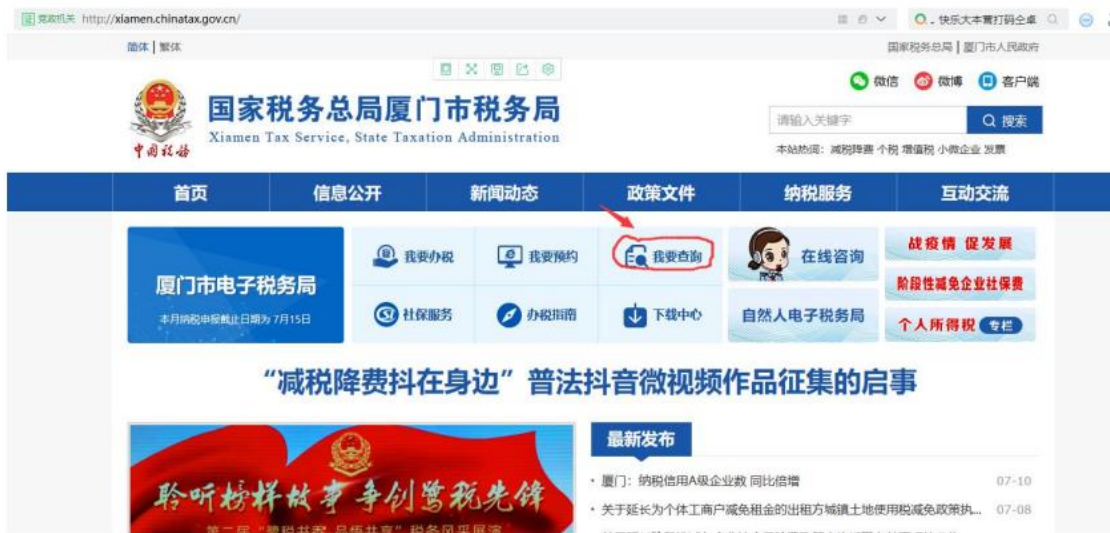 党政机关 http://xiamen.chinatax.gov.cn/
快乐大本营打码仝卓
简体 | 繁体
国家税务总局 | 厦门市人民政府
微信 微博 客户端
国家税务总局厦门市税务局
Xiamen Tax Service, State Taxation Administration
中国税务
请输入关键字 搜索
本站热词：减税降费 个税 增值税 小微企业 发票
首页 信息公开 新闻动态 政策文件 纳税服务 互动交流
厦门市电子税务局
本月纳税申报截止日期为 7月15日
我要办税 我要预约 我要查询
社保服务 办税指南 下载中心
在线咨询
自然人电子税务局
战疫情 促发展
阶段性减免企业社保费
个人所得税 专栏
“减税降费抖在身边”普法抖音微视频作品征集的启事
聆听榜样故事 争创鹭税先锋
最新发布
· 厦门：纳税信用A级企业数 同比倍增 07-10
· 关于延长为个体工商户减免租金的出租方城镇土地使用税减免政策执... 07-08